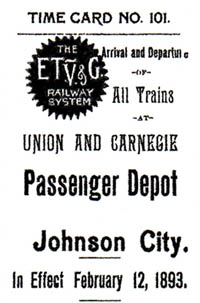 TIME CARD NO. 101.
THE
E.T.V.&G.
RAILWAY
SYSTEM
Arrival and Departure
-OF-
All Trains
-AT-
UNION AND CARNEGIE
Passenger Depot
Johnson City.
In Effect February 12, 1893.